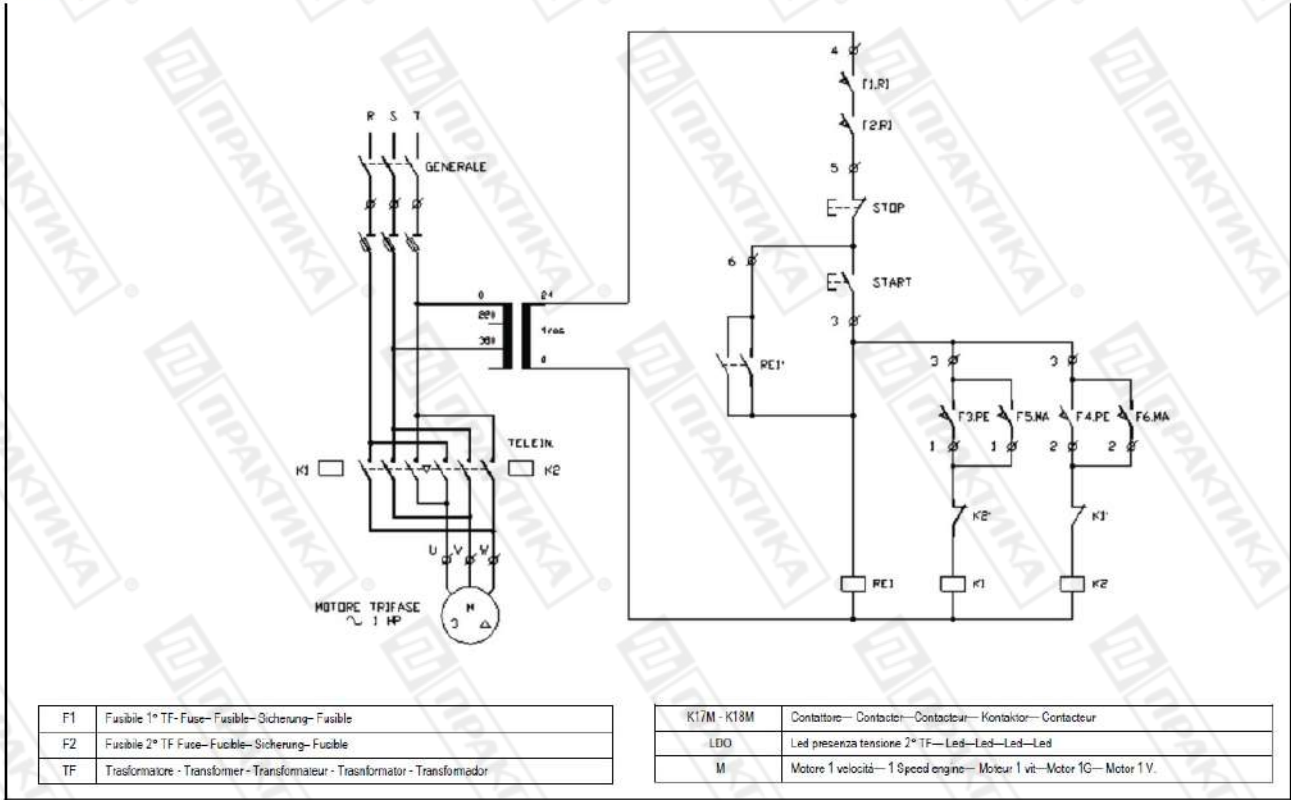 4
F1.RI
R S T
F2.RI
GENERALE
5
STOP
6
START
0 24
220
380
0
3
RE1'
3 3
F3.PE F5.MA F4.PE F6.MA
TELEIN.
1 1 2 2
K1 K2
K2' K1'
U V W
RE1 K1 K2
MOTORE TRIFASE
~ 1 HP
M
3 △
F1 Fusibile 1° TF- Fuse– Fusible– Sicherung– Fusible
F2 Fusibile 2° TF Fuse– Fusible– Sicherung– Fusible
TF Trasformatore - Transformer - Transformateur - Trasnformator - Transformador
K17M - K18M Contattore— Contacter—Contacteur— Kontaktor— Contacteur
LDO Led presenza tensione 2° TF—Led—Led—Led—Led
M Motore 1 velocità— 1 Speed engine— Moteur 1 vit—Motor 1G— Motor 1 V.
ПРАКТИКА